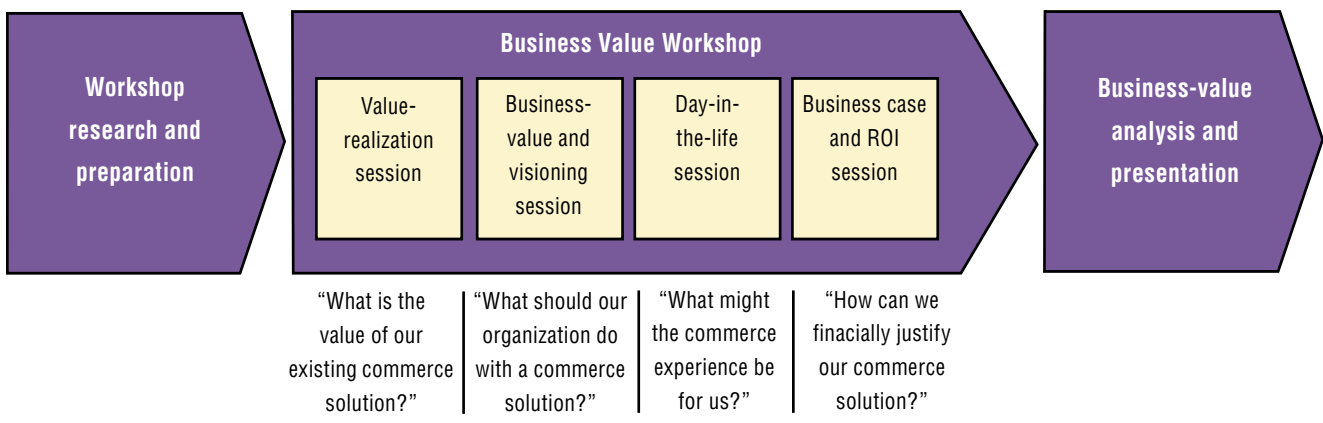 Workshop
research and
preparation
Business Value Workshop
Value-
realization
session
Business-
value and
visioning
session
Day-in-
the-life
session
Business case
and ROI
session
“What is the
value of our
existing commerce
solution?”
“What should our
organization do
with a commerce
solution?”
“What might
the commerce
experience be
for us?”
“How can we
finacially justify
our commerce
solution?”
Business-value
analysis and
presentation